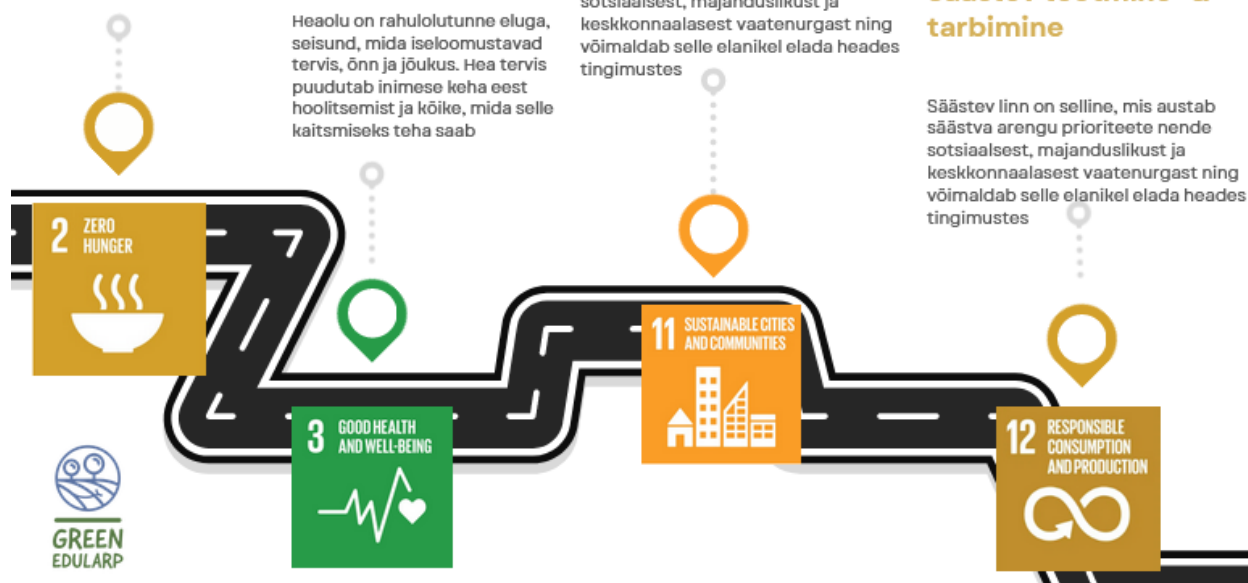 Heaolu on rahulolutunne eluga,
seisund, mida iseloomustavad
tervis, õnn ja jõukus. Hea tervis
puudutab inimese keha eest
hoolitsemist ja kõike, mida selle
kaitsmiseks teha saab
sotsiaalsest, majanduslikust ja
keskkonnaalasest vaatenurgast ning
võimaldab selle elanikel elada heades
tingimustes
tarbimine
Säästev linn on selline, mis austab
säästva arengu prioriteete nende
sotsiaalsest, majanduslikust ja
keskkonnaalasest vaatenurgast ning
võimaldab selle elanikel elada heades
tingimustes
2 ZERO
HUNGER
3 GOOD HEALTH
AND WELL-BEING
11 SUSTAINABLE CITIES
AND COMMUNITIES
12 RESPONSIBLE
CONSUMPTION
AND PRODUCTION
GREEN
EDULARP